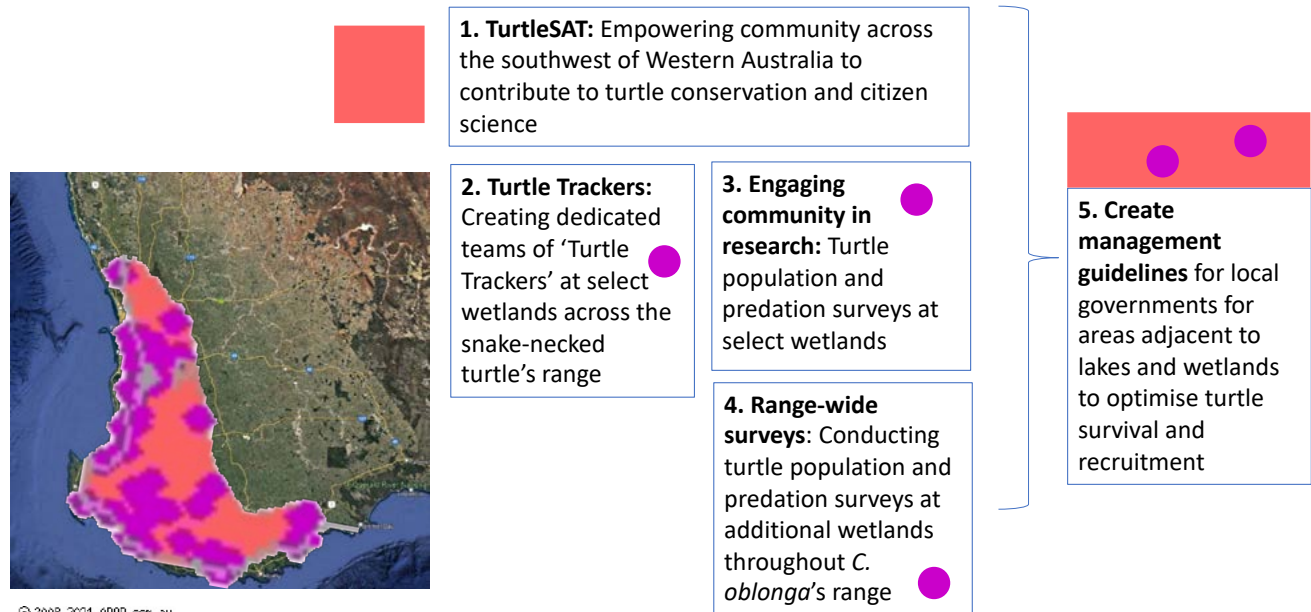 1. TurtleSAT: Empowering community across
the southwest of Western Australia to
contribute to turtle conservation and citizen
science
2. Turtle Trackers:
Creating dedicated
teams of ‘Turtle
Trackers’ at select
wetlands across the
snake-necked
turtle’s range
3. Engaging
community in
research: Turtle
population and
predation surveys at
select wetlands
4. Range-wide
surveys: Conducting
turtle population and
predation surveys at
additional wetlands
throughout C.
oblonga’s range
5. Create
management
guidelines for local
governments for
areas adjacent to
lakes and wetlands
to optimise turtle
survival and
recruitment